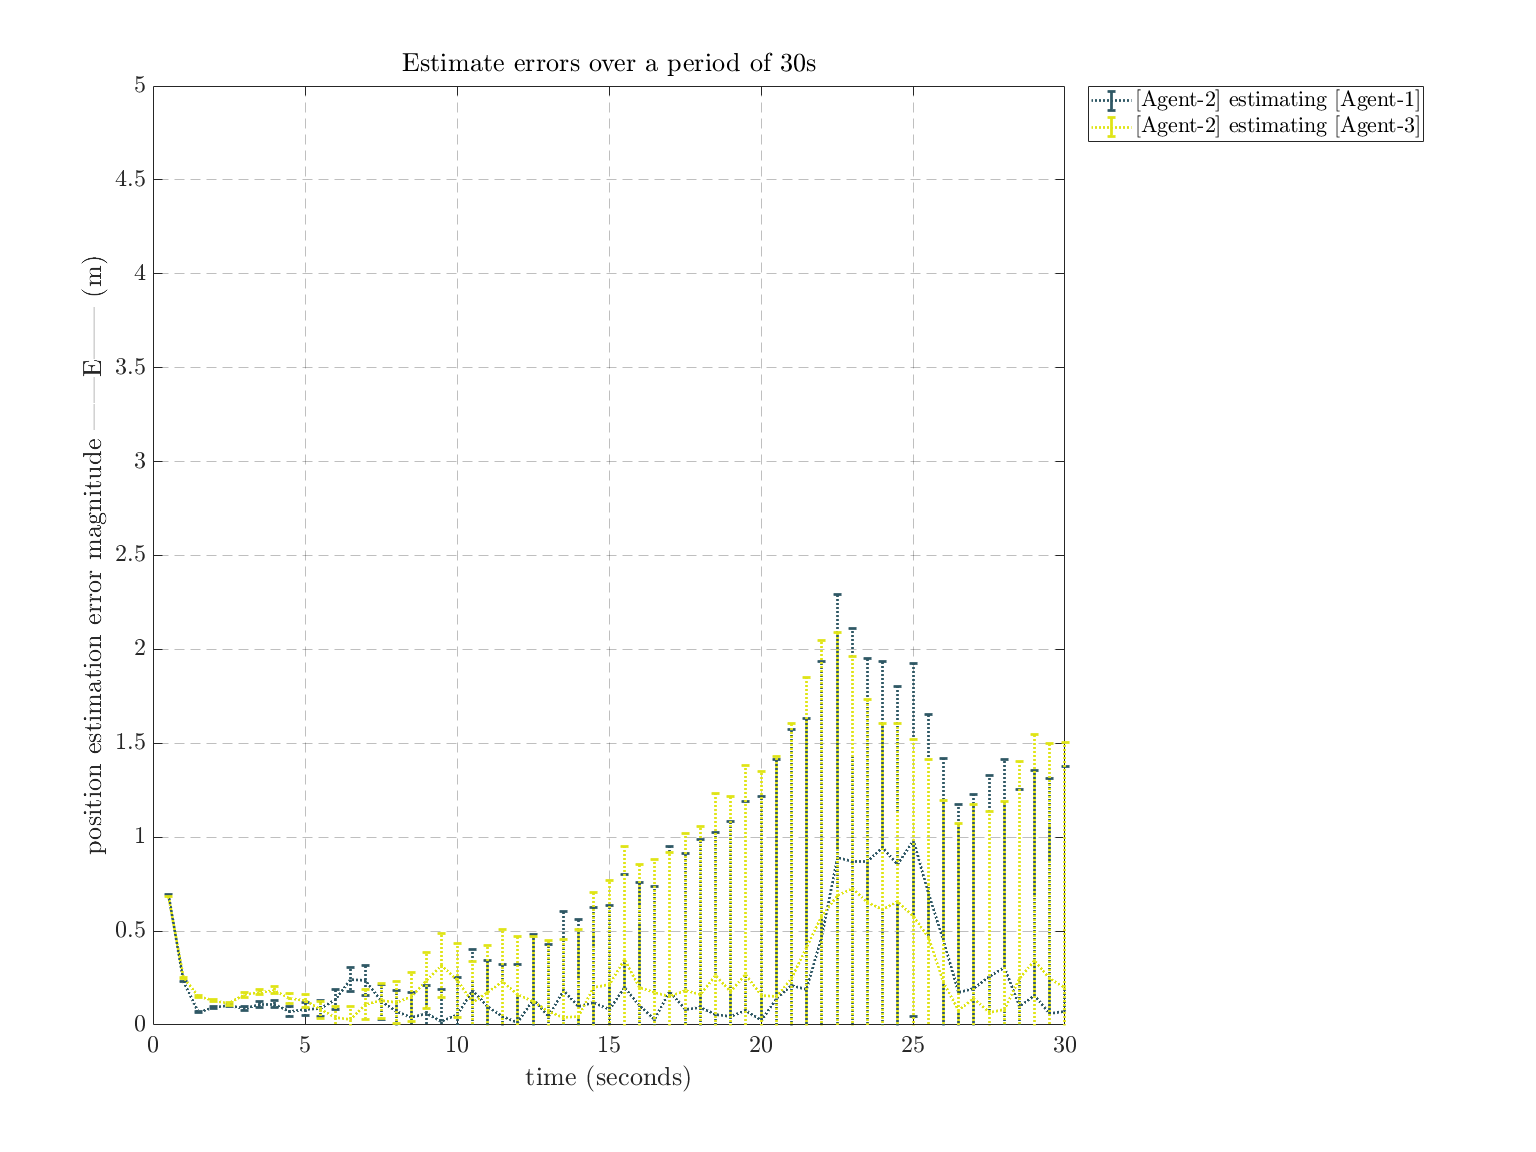 Estimate errors over a period of 30s
[Agent-2] estimating [Agent-1]
[Agent-2] estimating [Agent-3]
position estimation error magnitude ——E—— (m)
5
4.5
4
3.5
3
2.5
2
1.5
1
0.5
0
0 5 10 15 20 25 30
time (seconds)